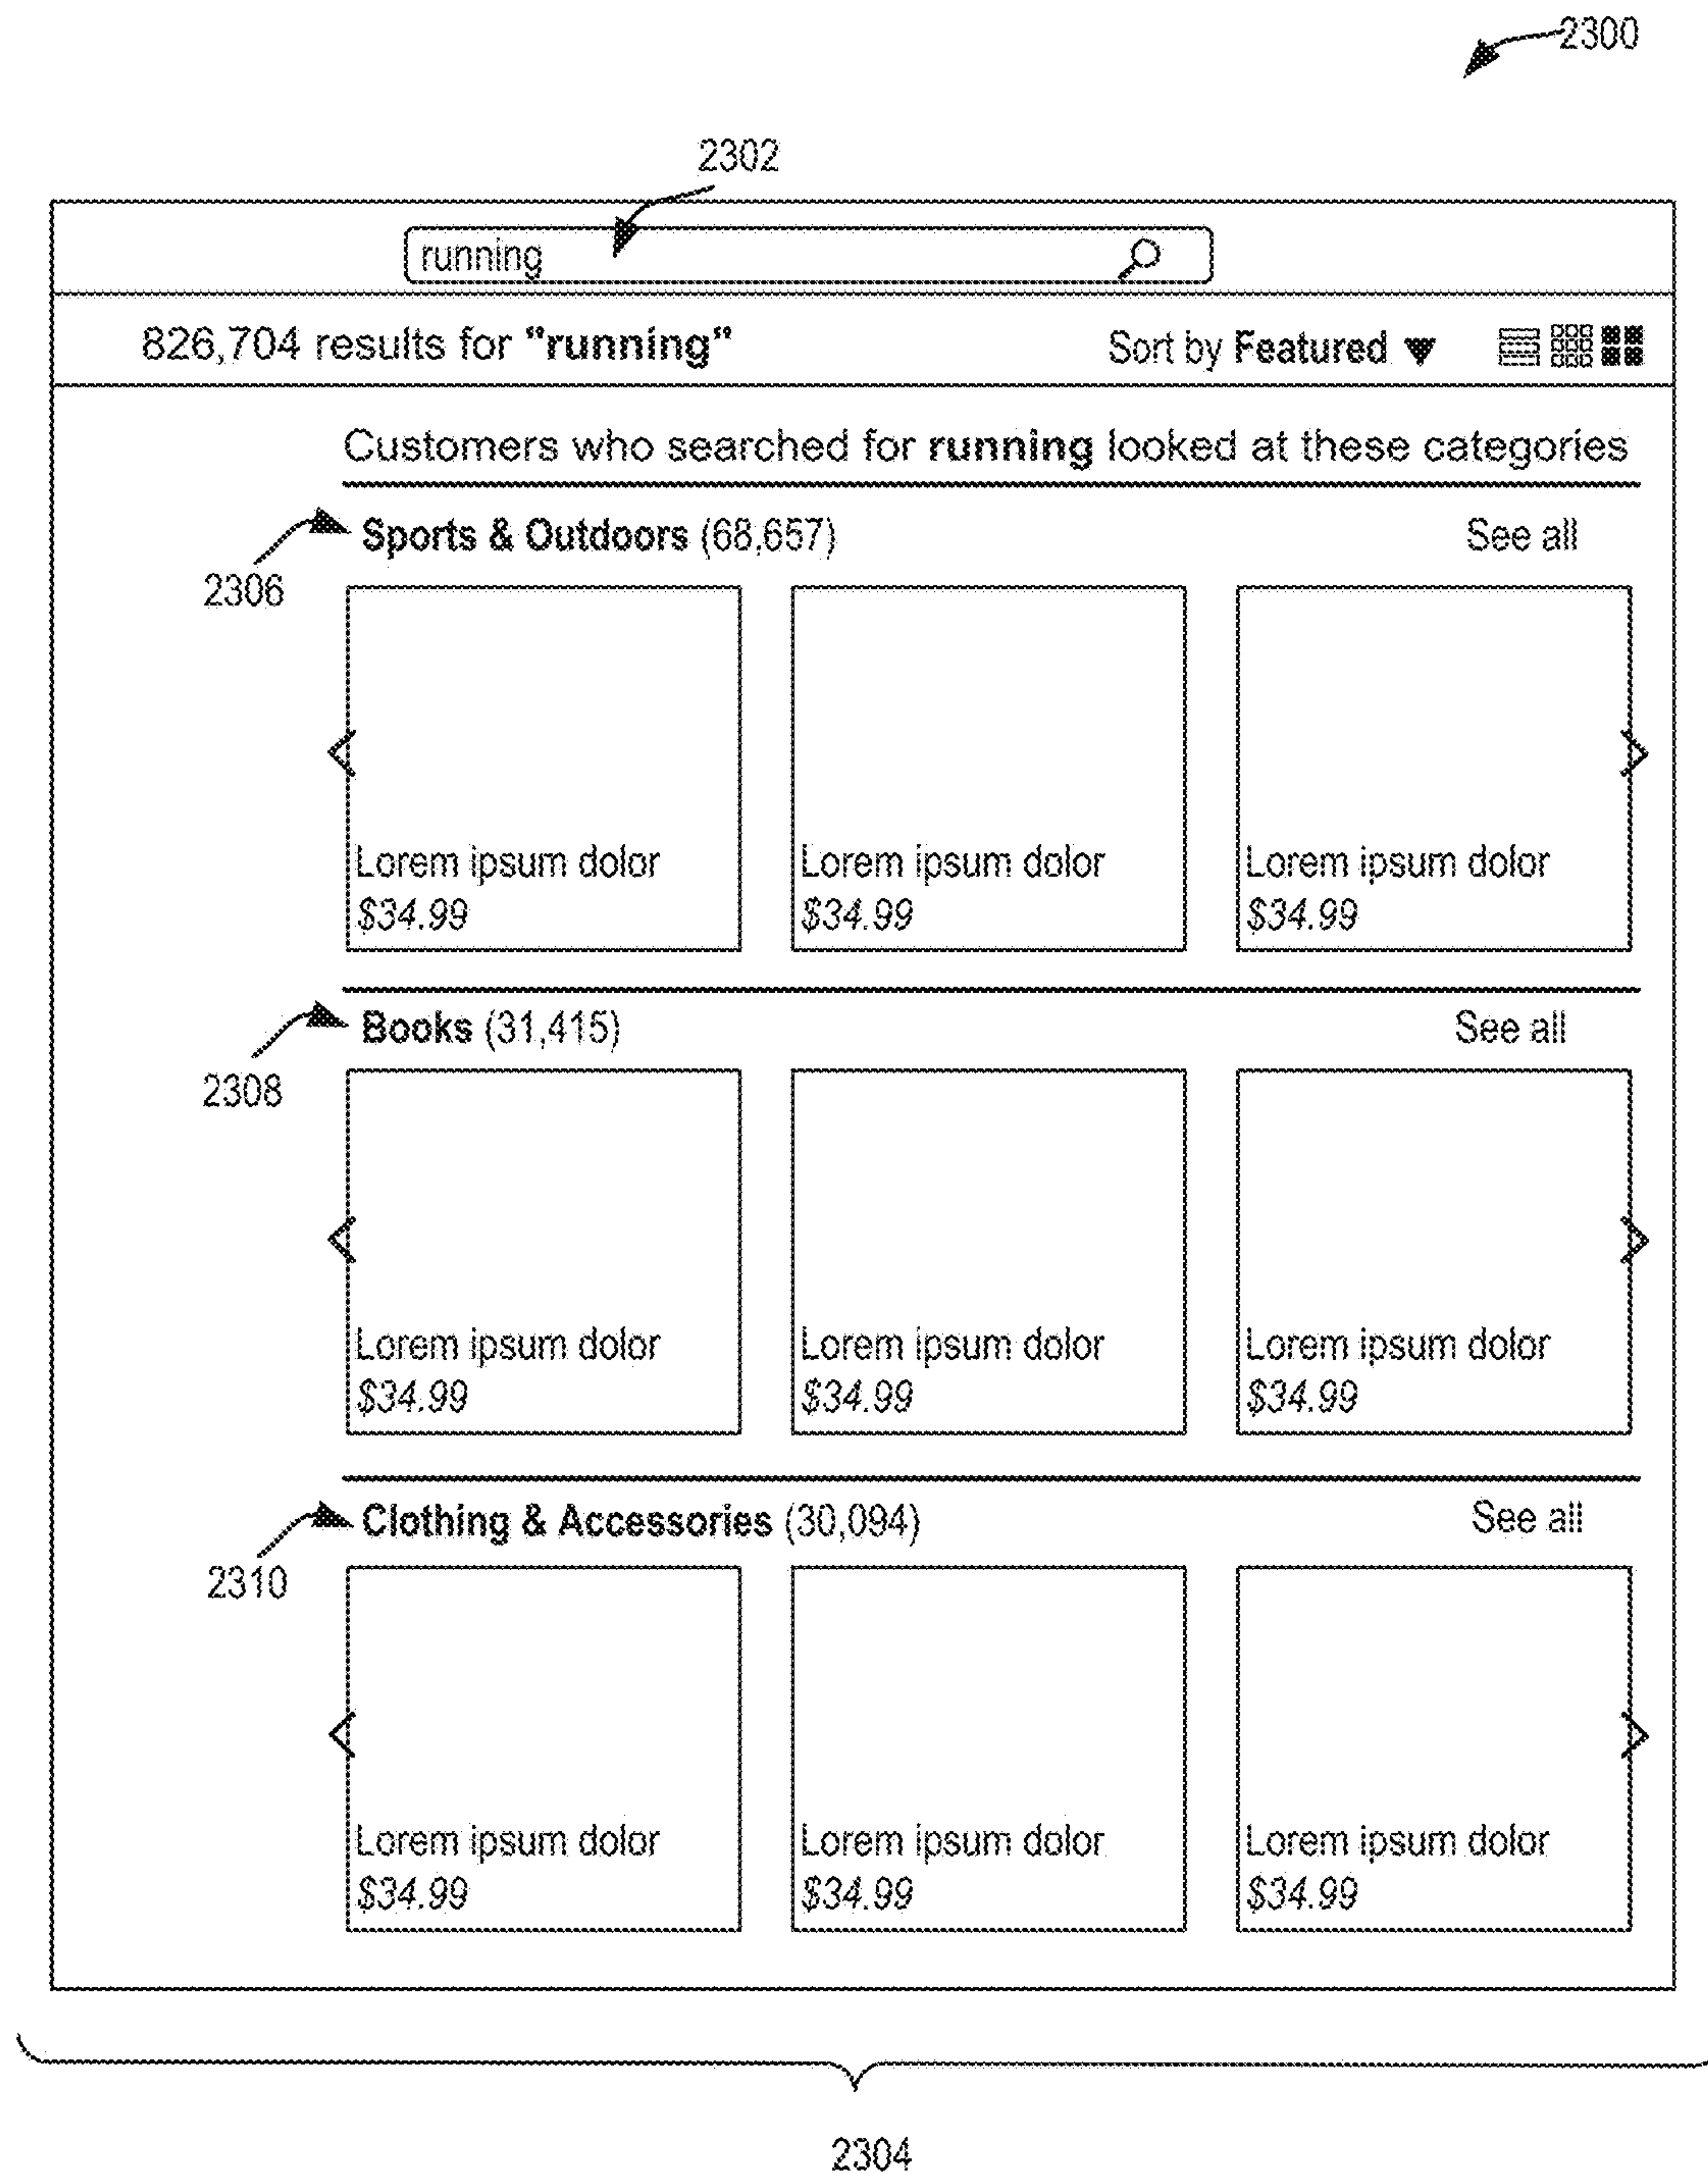 2300
2302
running
826,704 results for "running" Sort by Featured
Customers who searched for running looked at these categories
Sports & Outdoors (68,657) See all
2306
Lorem ipsum dolor Lorem ipsum dolor Lorem ipsum dolor
$34.99 $34.99 $34.99
Books (31,415) See all
2308
Lorem ipsum dolor Lorem ipsum dolor Lorem ipsum dolor
$34.99 $34.99 $34.99
Clothing & Accessories (30,094) See all
2310
Lorem ipsum dolor Lorem ipsum dolor Lorem ipsum dolor
$34.99 $34.99 $34.99
2304